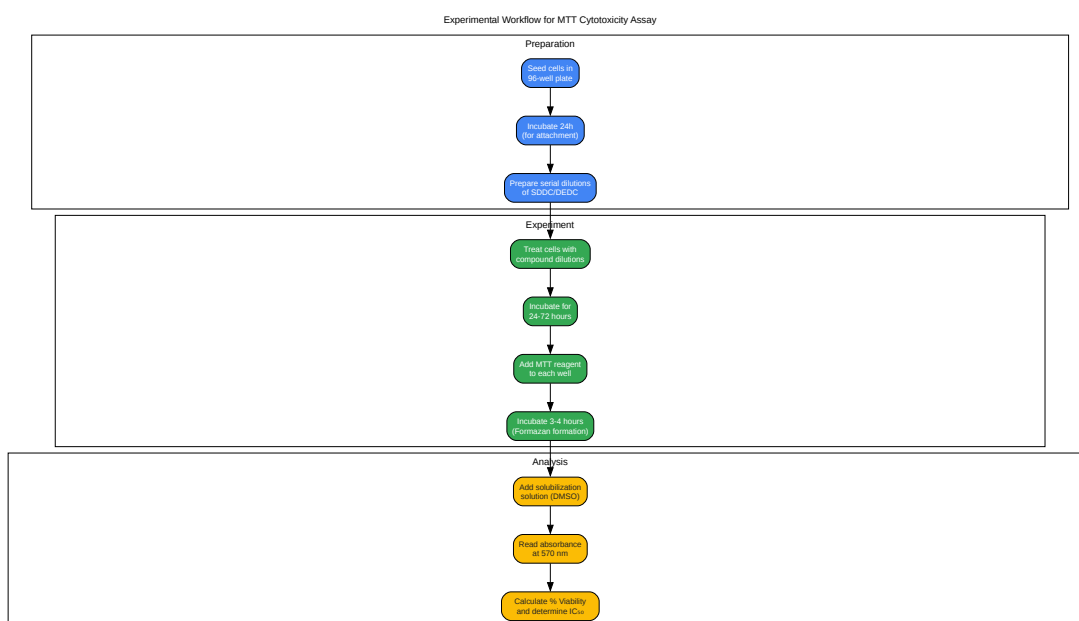 Experimental Workflow for MTT Cytotoxicity Assay
Preparation
Seed cells in
96-well plate
Incubate 24h
(for attachment)
Prepare serial dilutions
of SDDC/DEDC
Experiment
Treat cells with
compound dilutions
Incubate for
24-72 hours
Add MTT reagent
to each well
Incubate 3-4 hours
(Formazan formation)
Analysis
Add solubilization
solution (DMSO)
Read absorbance
at 570 nm
Calculate % Viability
and determine IC₅₀